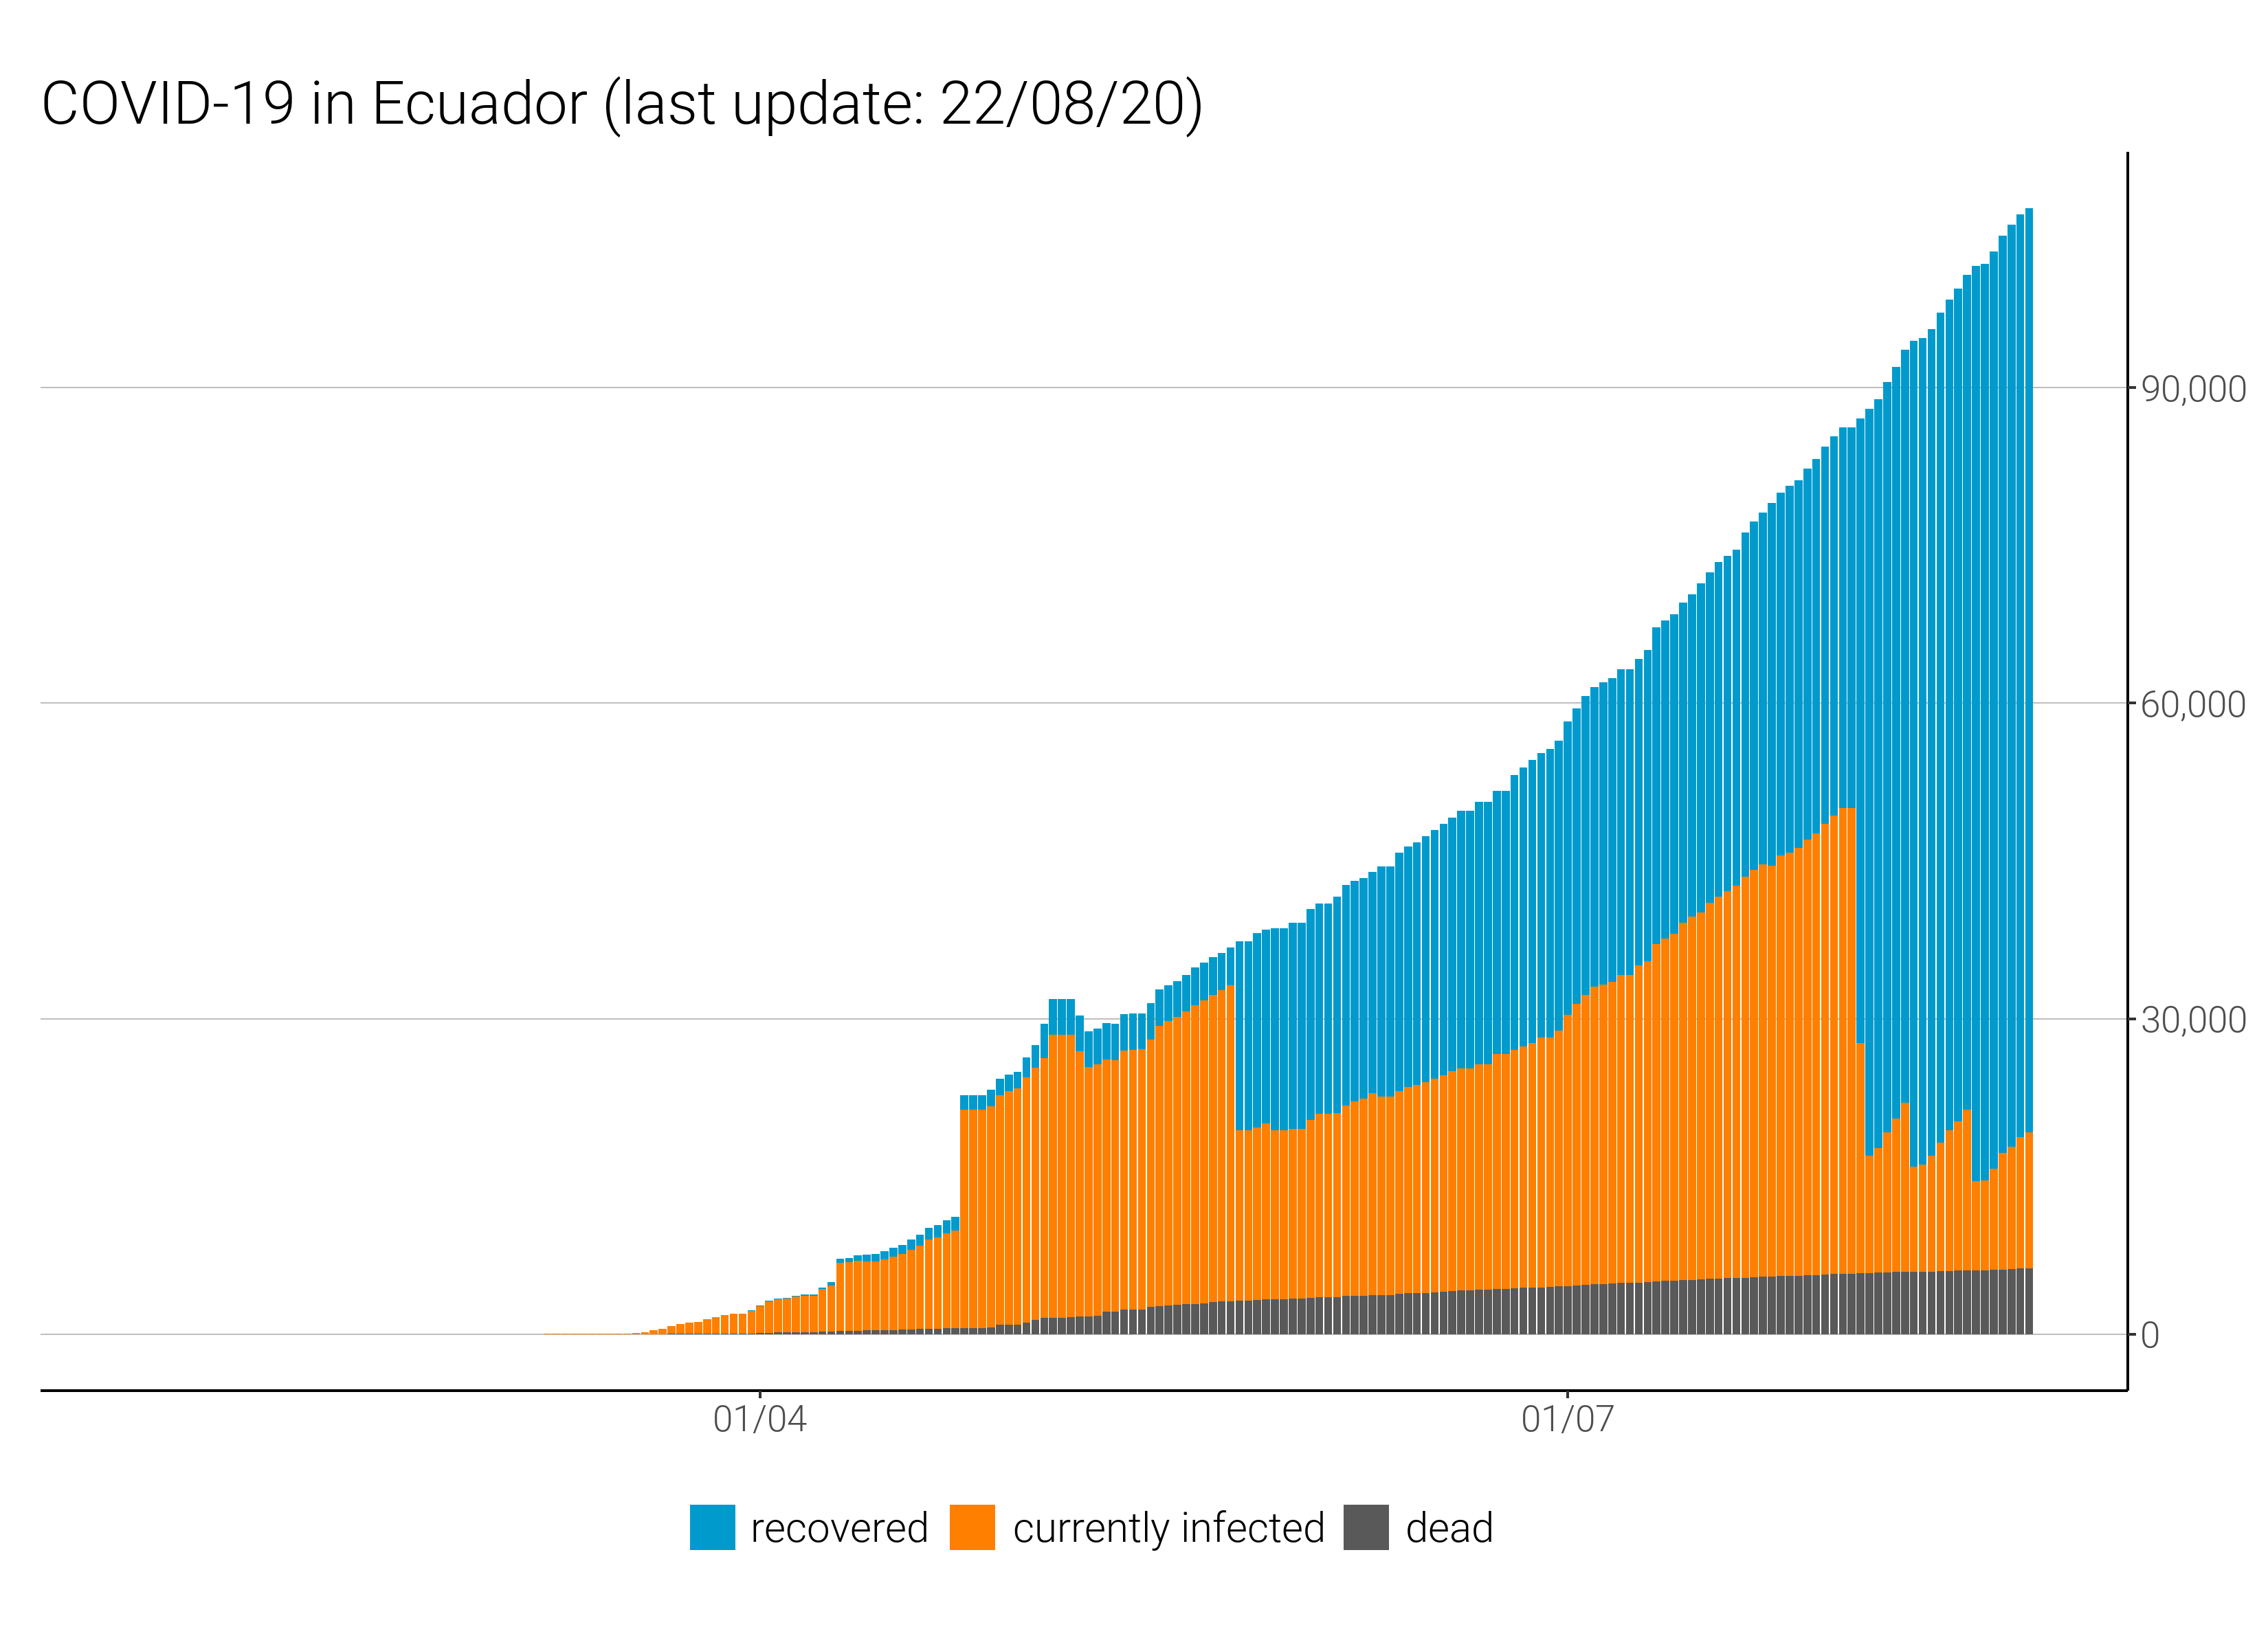 COVID-19 in Ecuador (last update: 22/08/20)
90,000
60,000
30,000
0
01/04 01/07
recovered currently infected dead